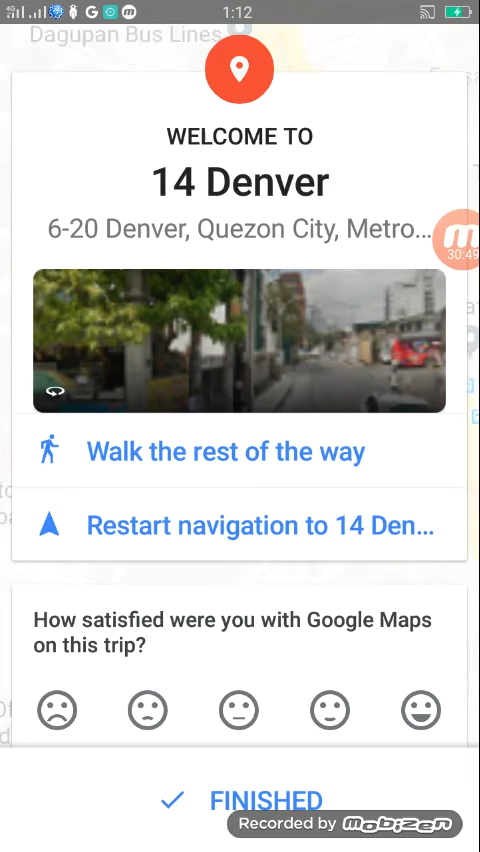 4G
G
1:12
Dagupan Bus Lines
WELCOME TO
14 Denver
6-20 Denver, Quezon City, Metro...
30:49
Walk the rest of the way
Restart navigation to 14 Den...
How satisfied were you with Google Maps
on this trip?
FINISHED
Recorded by mobizen